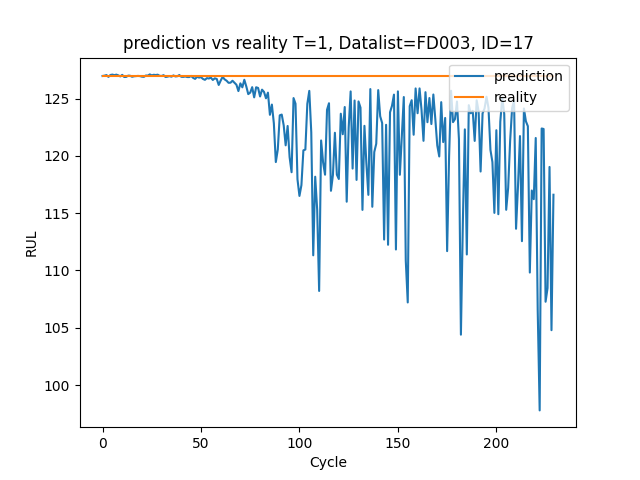 prediction vs reality T=1, Datalist=FD003, ID=17
prediction
reality
RUL
125
120
115
110
105
100
0 50 100 150 200
Cycle